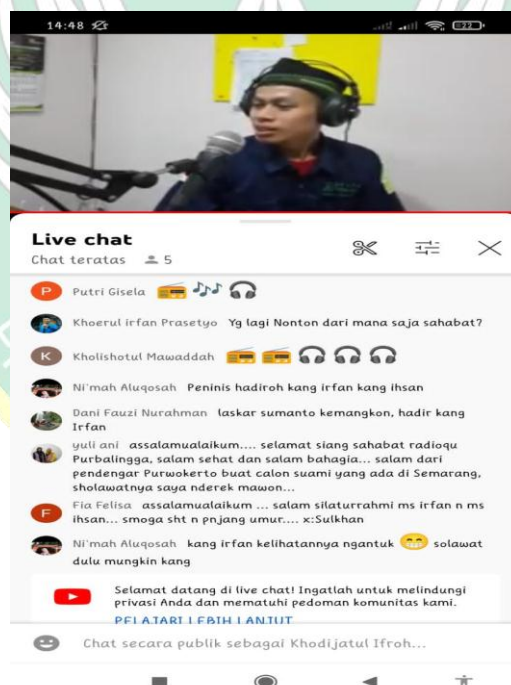 14:48
22
Live chat
Chat teratas 5
P Putri Gisela
Khoerul irfan Prasetyo Yg lagi Nonton dari mana saja sahabat?
K Kholishotul Mawaddah
Ni'mah Aluqosah Peninis hadiroh kang irfan kang ihsan
Dani Fauzi Nurahman laskar sumanto kemangkon, hadir kang
Irfan
yuli ani assalamualaikum.... selamat siang sahabat radioqu
Purbalingga, salam sehat dan salam bahagia... salam dari
pendengar Purwokerto buat calon suami yang ada di Semarang,
sholawatnya saya nderek mawon...
F Fia Felisa assalamualaikum ... salam silaturrahmi ms irfan n ms
ihsan... smoga sht n pnjang umur.... x:Sulkhan
Ni'mah Aluqosah kang irfan kelihatannya ngantuk 😁 solawat
dulu mungkin kang
Selamat datang di live chat! Ingatlah untuk melindungi
privasi Anda dan mematuhi pedoman komunitas kami.
PELAJARI LEBIH LANJUT
Chat secara publik sebagai Khodijatul Ifroh...